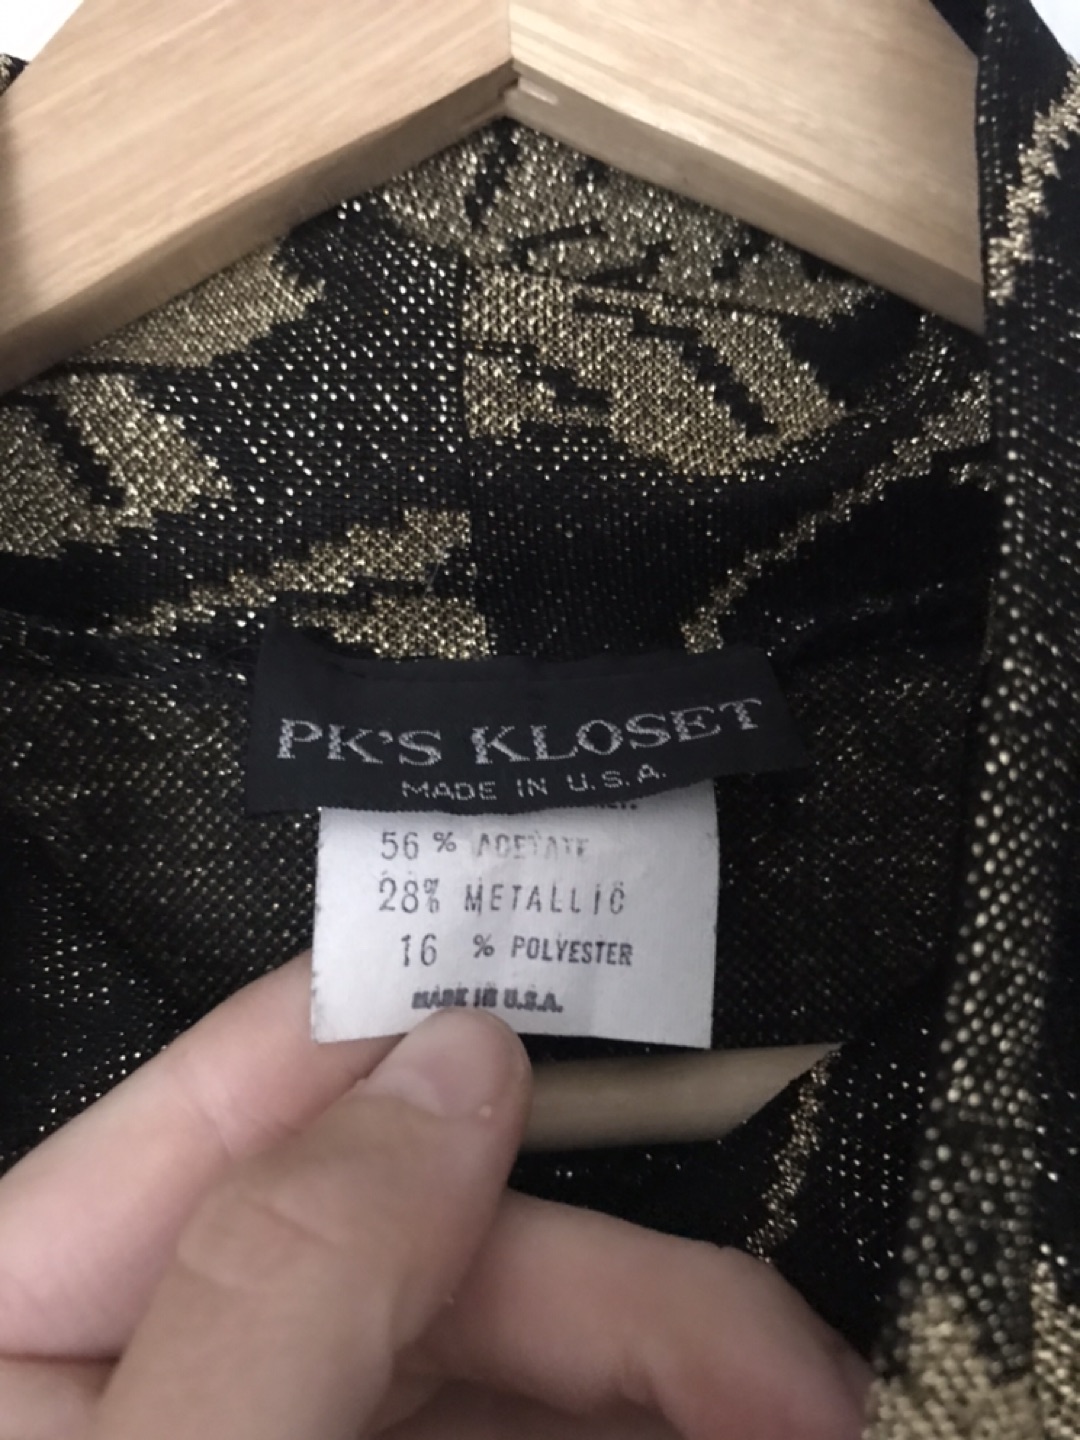 PK'S KLOSET
MADE IN U.S.A.
56 % ACETATE
28% METALLIC
16 % POLYESTER
MADE IN U.S.A.